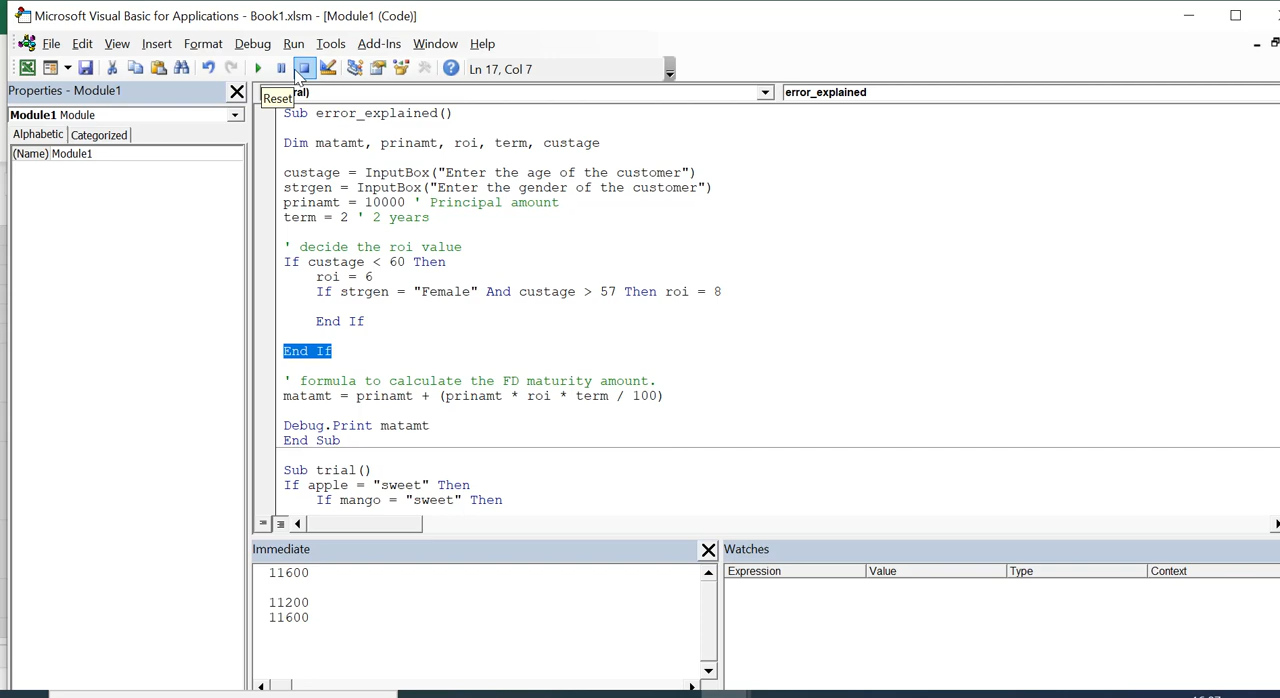 Microsoft Visual Basic for Applications - Book1.xlsm - [Module1 (Code)]
File Edit View Insert Format Debug Run Tools Add-Ins Window Help
Ln 17, Col 7
Properties - Module1
Reset
ral)
error_explained
Module1 Module
Alphabetic Categorized
(Name) Module1
Sub error_explained()
Dim matamt, prinamt, roi, term, custage
custage = InputBox("Enter the age of the customer")
strgen = InputBox("Enter the gender of the customer")
prinamt = 10000 ' Principal amount
term = 2 ' 2 years
' decide the roi value
If custage < 60 Then
roi = 6
If strgen = "Female" And custage > 57 Then roi = 8
End If
End If
' formula to calculate the FD maturity amount.
matamt = prinamt + (prinamt * roi * term / 100)
Debug.Print matamt
End Sub
Sub trial()
If apple = "sweet" Then
If mango = "sweet" Then
Immediate
11600
11200
11600
Watches
Expression Value Type Context